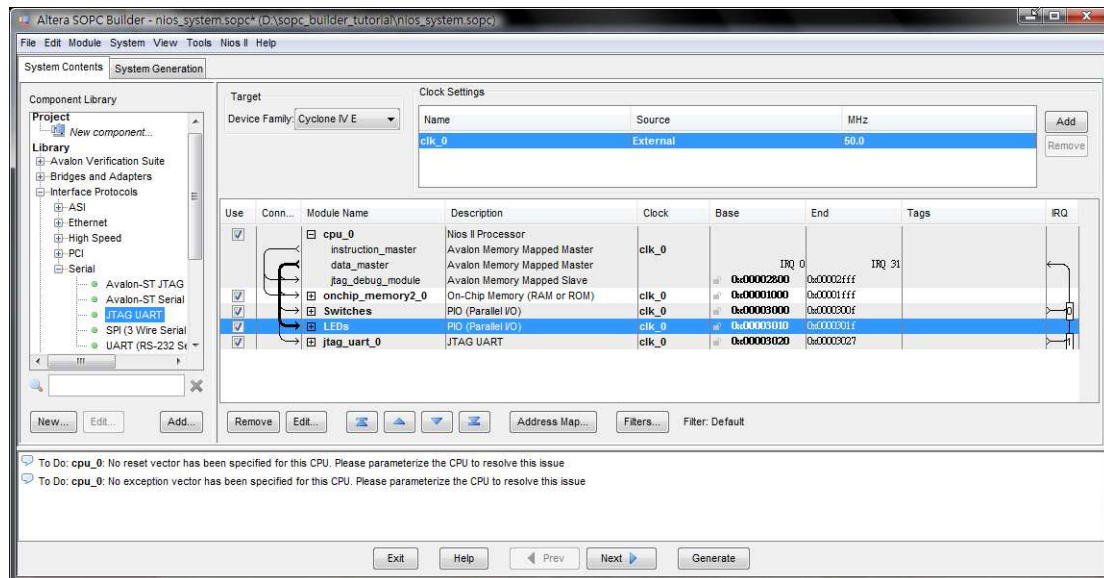 Altera SOPC Builder - nios_system.sopc* (D:\sopc_builder_tutorial\nios_system.sopc)
File Edit Module System View Tools Nios II Help
System Contents System Generation
Component Library
Project
New component...
Library
Avalon Verification Suite
Bridges and Adapters
Interface Protocols
ASI
Ethernet
High Speed
PCI
Serial
Avalon-ST JTAG
Avalon-ST Serial
JTAG UART
SPI (3 Wire Serial
UART (RS-232 Se
New... Edit... Add...
Target
Device Family: Cyclone IV E
Clock Settings
Name Source MHz
clk_0 External 50.0
Add
Remove
Use Conn... Module Name Description Clock Base End Tags IRQ
cpu_0 Nios II Processor
instruction_master Avalon Memory Mapped Master clk_0
data_master Avalon Memory Mapped Master IRQ 0 IRQ 31
jtag_debug_module Avalon Memory Mapped Slave 0x00002800 0x00002fff
onchip_memory2_0 On-Chip Memory (RAM or ROM) clk_0 0x00001000 0x00001fff
Switches PIO (Parallel I/O) clk_0 0x00003000 0x0000300f 0
LEDs PIO (Parallel I/O) clk_0 0x00003010 0x0000301f
jtag_uart_0 JTAG UART clk_0 0x00003020 0x00003027 1
Remove Edit... Address Map... Filters... Filter: Default
To Do: cpu_0: No reset vector has been specified for this CPU. Please parameterize the CPU to resolve this issue
To Do: cpu_0: No exception vector has been specified for this CPU. Please parameterize the CPU to resolve this issue
Exit Help Prev Next Generate